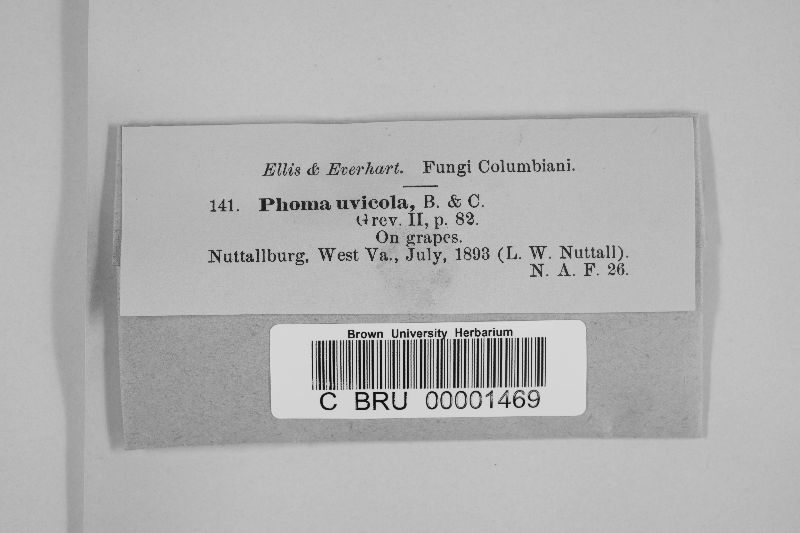 Ellis & Everhart. Fungi Columbiani.
141. Phoma uvicola, B. & C.
Grev. II, p. 82.
On grapes.
Nuttallburg, West Va., July, 1893 (L. W. Nuttall).
N. A. F. 26.
Brown University Herbarium
C BRU 00001469